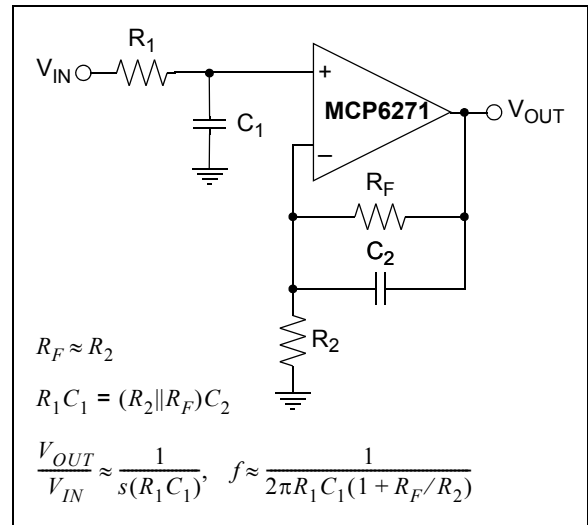 R1
VIN
+
MCP6271
VOUT
C1
–
RF
C2
R2
RF ≈ R2
R1C1 = (R2||RF)C2
VOUT/VIN ≈ 1/s(R1C1), f ≈ 1/2πR1C1(1 + RF/R2)